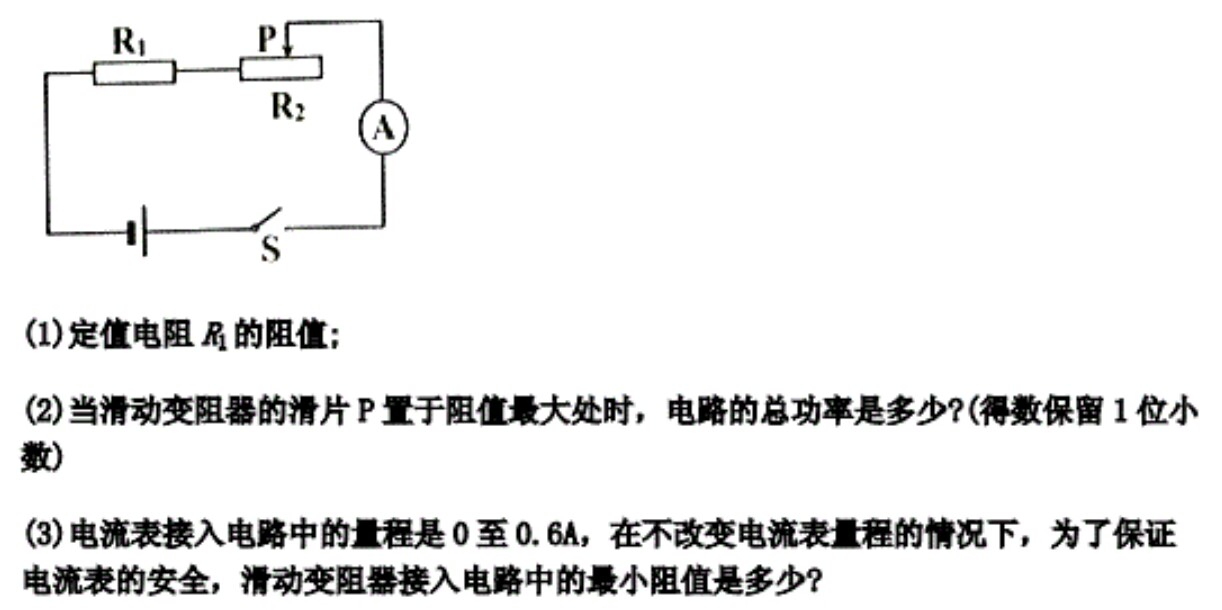 R₁
P
R₂
A
S
(1)定值电阻 R₁ 的阻值;
(2)当滑动变阻器的滑片 P 置于阻值最大处时，电路的总功率是多少?(得数保留 1 位小
数)
(3)电流表接入电路中的量程是 0 至 0.6A，在不改变电流表量程的情况下，为了保证
电流表的安全，滑动变阻器接入电路中的最小阻值是多少?